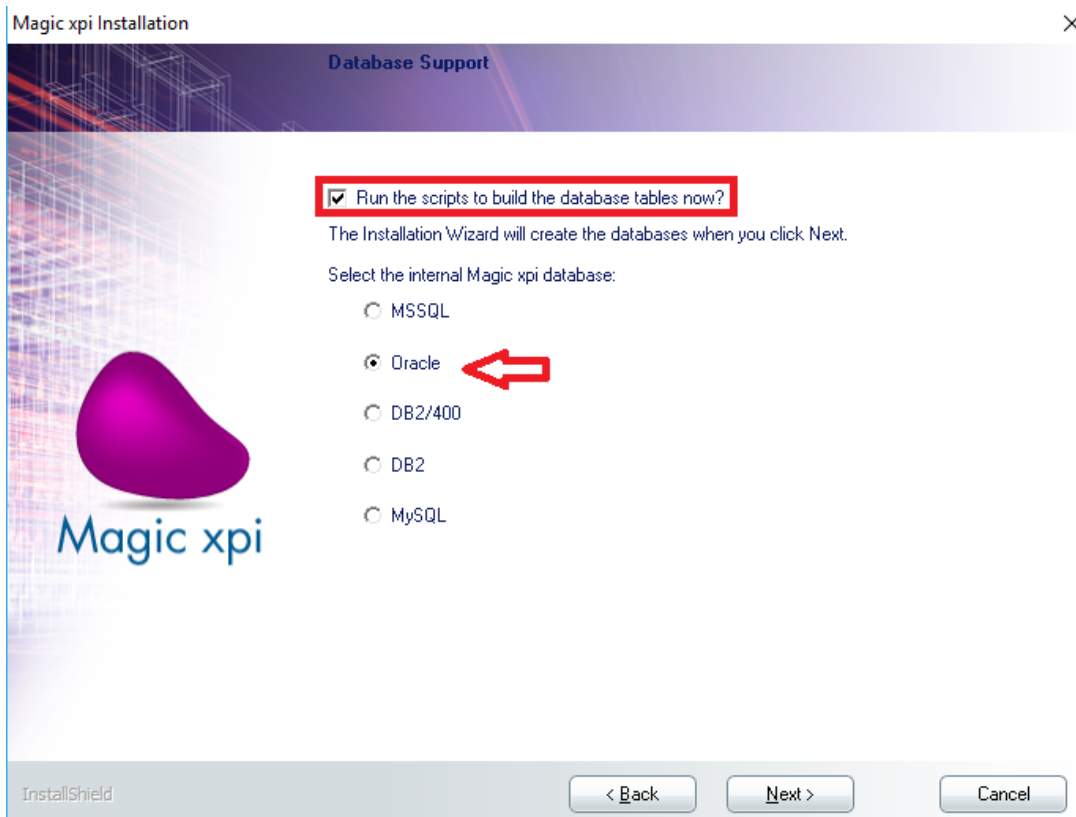 Magic xpi Installation
Database Support
Run the scripts to build the database tables now?
The Installation Wizard will create the databases when you click Next.
Select the internal Magic xpi database:
MSSQL
Oracle
DB2/400
DB2
MySQL
Magic xpi
InstallShield
< Back
Next >
Cancel